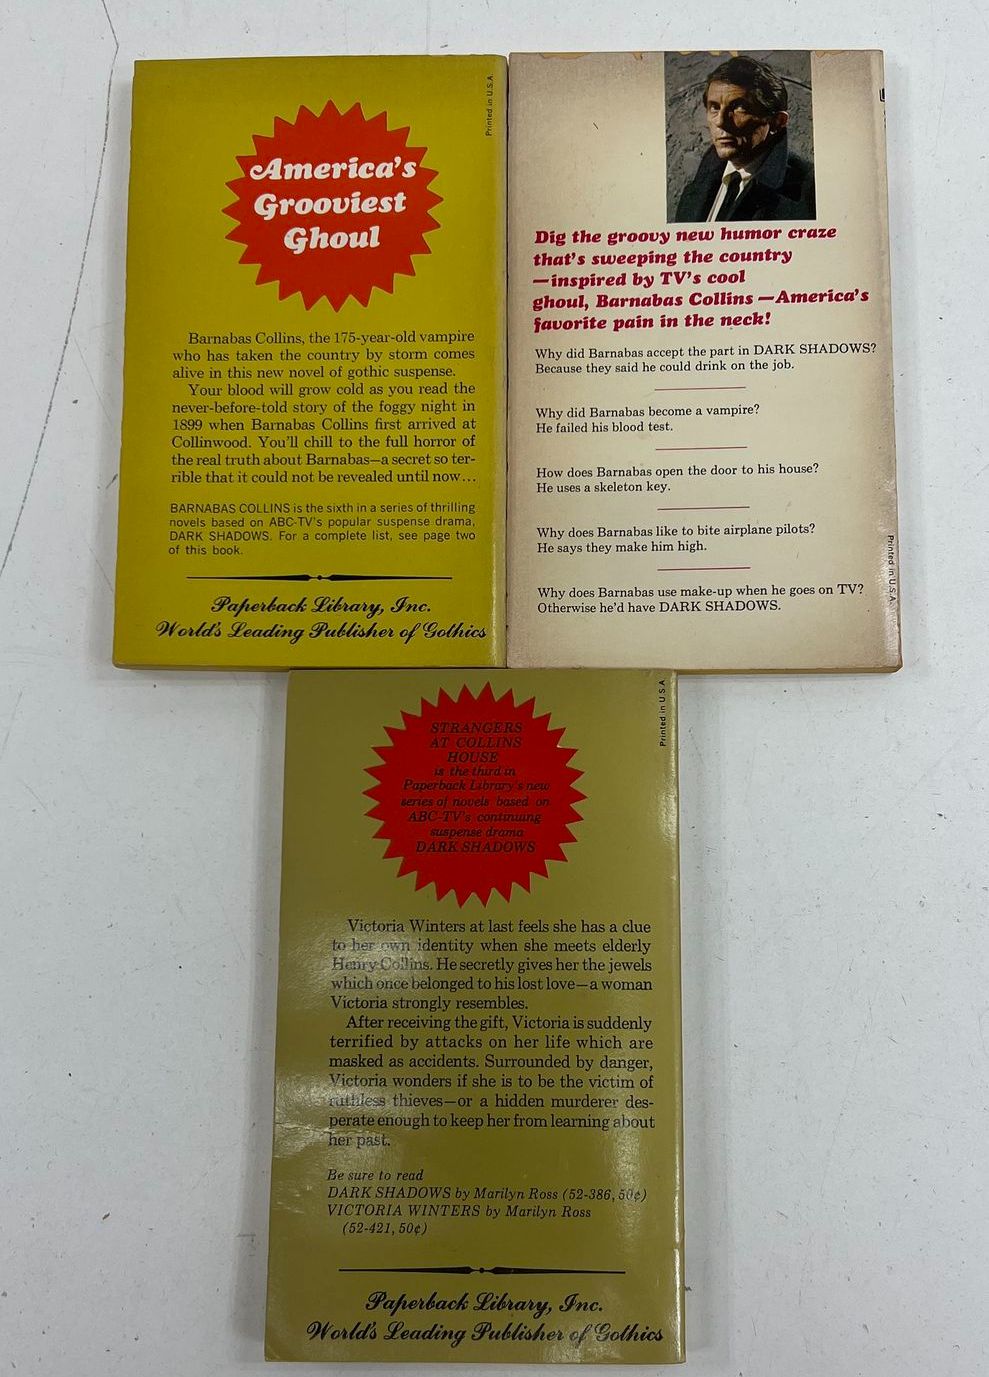 Printed in U.S.A.
America's
Grooviest
Ghoul
Barnabas Collins, the 175-year-old vampire
who has taken the country by storm comes
alive in this new novel of gothic suspense.
Your blood will grow cold as you read the
never-before-told story of the foggy night in
1899 when Barnabas Collins first arrived at
Collinwood. You'll chill to the full horror of
the real truth about Barnabas—a secret so ter-
rible that it could not be revealed until now...
BARNABAS COLLINS is the sixth in a series of thrilling
novels based on ABC-TV's popular suspense drama,
DARK SHADOWS. For a complete list, see page two
of this book.
Paperback Library, Inc.
World's Leading Publisher of Gothics
Dig the groovy new humor craze
that's sweeping the country
—inspired by TV's cool
ghoul, Barnabas Collins—America's
favorite pain in the neck!
Why did Barnabas accept the part in DARK SHADOWS?
Because they said he could drink on the job.
Why did Barnabas become a vampire?
He failed his blood test.
How does Barnabas open the door to his house?
He uses a skeleton key.
Why does Barnabas like to bite airplane pilots?
He says they make him high.
Why does Barnabas use make-up when he goes on TV?
Otherwise he'd have DARK SHADOWS.
Printed in U.S.A.
Printed in U.S.A
STRANGERS
AT COLLINS
HOUSE
is the third in
Paperback Library's new
series of novels based on
ABC-TV's continuing
suspense drama
DARK SHADOWS
Victoria Winters at last feels she has a clue
to her own identity when she meets elderly
Henry Collins. He secretly gives her the jewels
which once belonged to his lost love—a woman
Victoria strongly resembles.
After receiving the gift, Victoria is suddenly
terrified by attacks on her life which are
masked as accidents. Surrounded by danger,
Victoria wonders if she is to be the victim of
ruthless thieves—or a hidden murderer des-
perate enough to keep her from learning about
her past.
Be sure to read
DARK SHADOWS by Marilyn Ross (52-386, 50¢)
VICTORIA WINTERS by Marilyn Ross
(52-421, 50¢)
Paperback Library, Inc.
World's Leading Publisher of Gothics